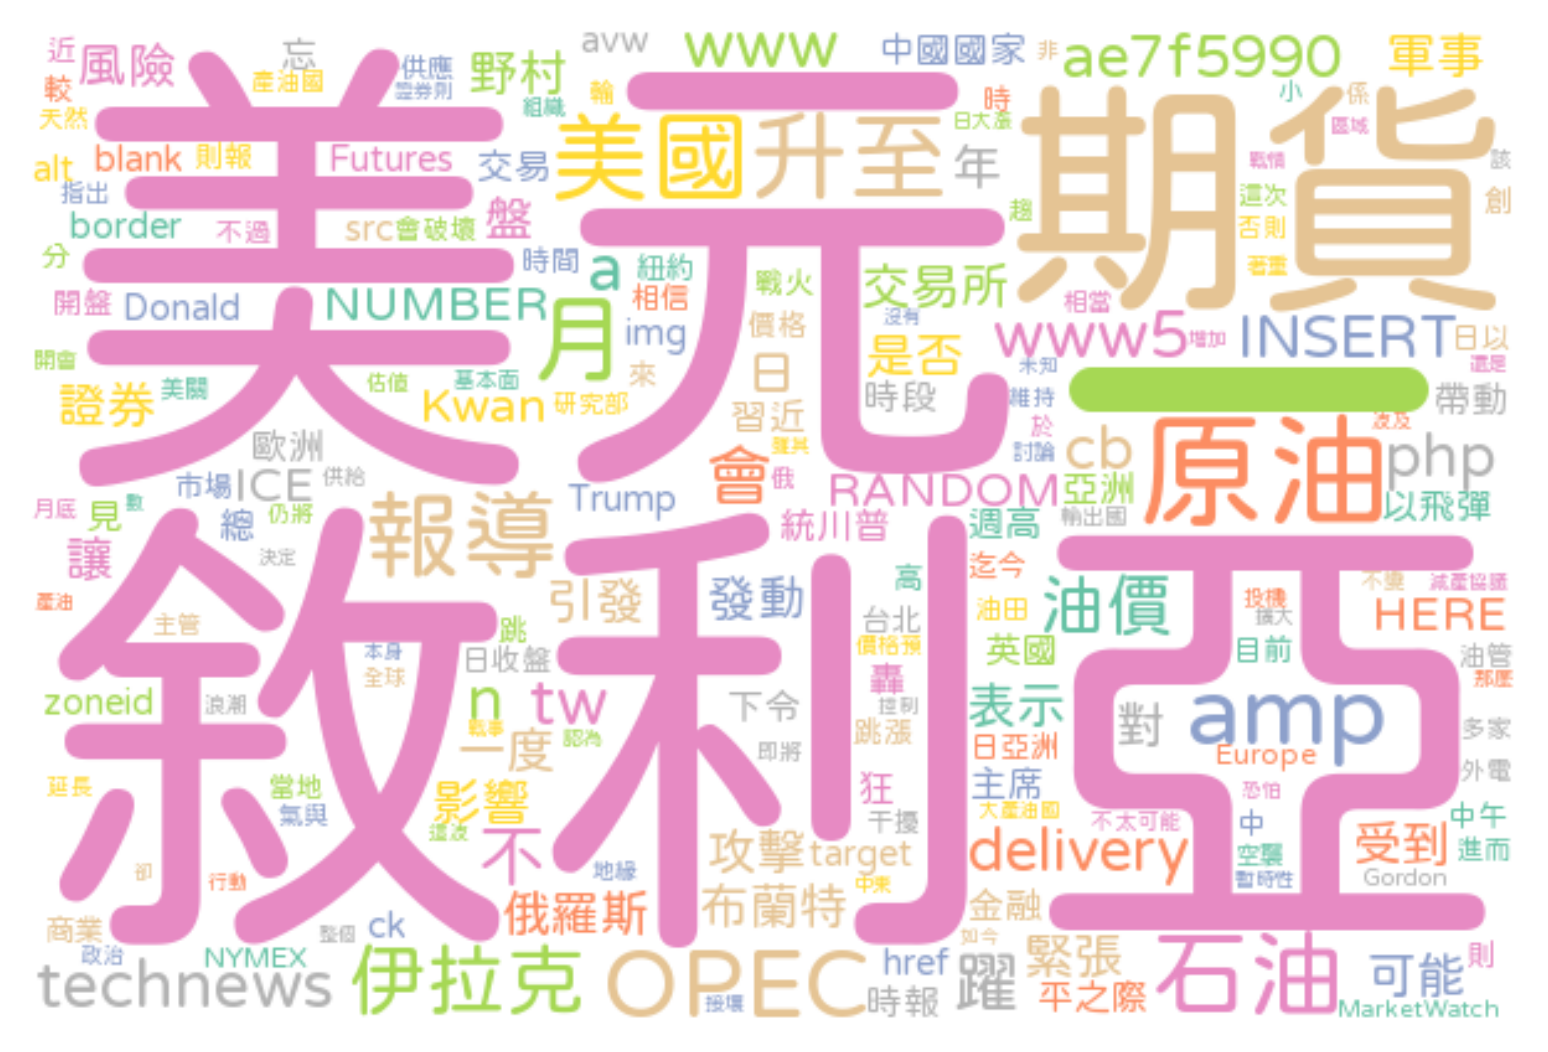 近 風險 忘 供應 野村 avw www 中國國家 非 ae7f5990 軍事
較 產油國 證券則 組織 輪 時 小 係
天然 美元 美國 升至 日大漲 期貨 區域
alt blank 則報 Futures 交易 年 戰情 該
指出 這次 創
border 不過 src 會破壞 盤 趨 否則
分 時間 a 紐約 戰火 交易所 著重
開盤 Donald NUMBER 月 相信 價格 沒有 相當
img www5 增加 INSERT 日以
開會 是否 未知 還是
證券 美關 估值 基本面 來 日 時段 維持 一 帶動
Kwan 研究部 習近 於 波及
歐洲 會 討論 cb 原油 php
市場 ICE 供給 Trump 俄 RANDOM 亞洲 以飛彈
月底 見 數 總 仍將 報導 統川普 週高 輸出國
讓 決定 迄今
敘利亞 高 油價 不變 減產協議
產油 主管 引發 發動 台北 油田 投機 擴大 HERE
跳 價格預 英國 目前 油管
本身 日收盤 轟 那麼
zoneid 浪潮 全球 n tw 下令 控制 表示 對 amp 多家
戰事 一度 認為 即將 跳漲 日亞洲 Europe
延長 當地 影響 狂 主席 恐怕 外電
氣與 這波 干擾 大產油國 不太可能 中 中午
不 攻擊 target delivery 空襲 受到 進而
卻 行動 地緣 中東 暫時性 Gordon
商業 整個 ck 俄羅斯 布蘭特 金融
政治 NYMEX 如今 緊張 石油 可能 則
technews 伊拉克 OPEC 接壤 href 時報 躍 平之際 MarketWatch